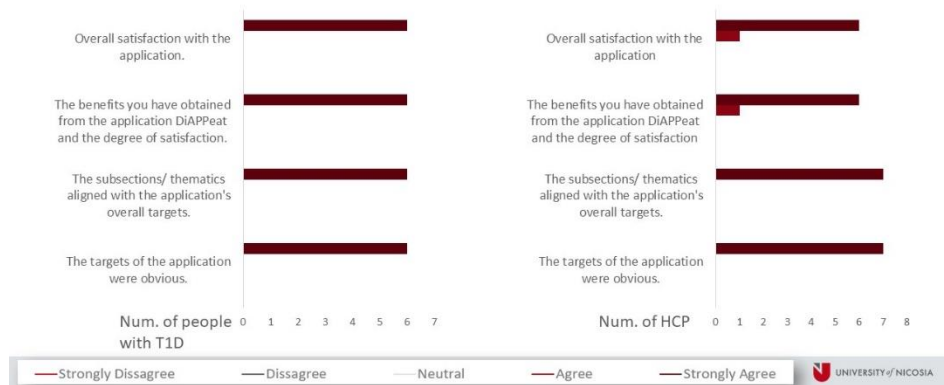 Overall satisfaction with the
application.
The benefits you have obtained
from the application DiAPPeat
and the degree of satisfaction.
The subsections/ thematics
aligned with the application's
overall targets.
The targets of the application
were obvious.
Num. of people
with T1D
0 1 2 3 4 5 6 7
Overall satisfaction with the
application
The benefits you have obtained
from the application DiAPPeat
and the degree of satisfaction
The subsections/ thematics
aligned with the application's
overall targets.
The targets of the application
were obvious.
Num. of HCP
0 1 2 3 4 5 6 7 8
Strongly Dissagree Dissagree Neutral Agree Strongly Agree
UNIVERSITY of NICOSIA